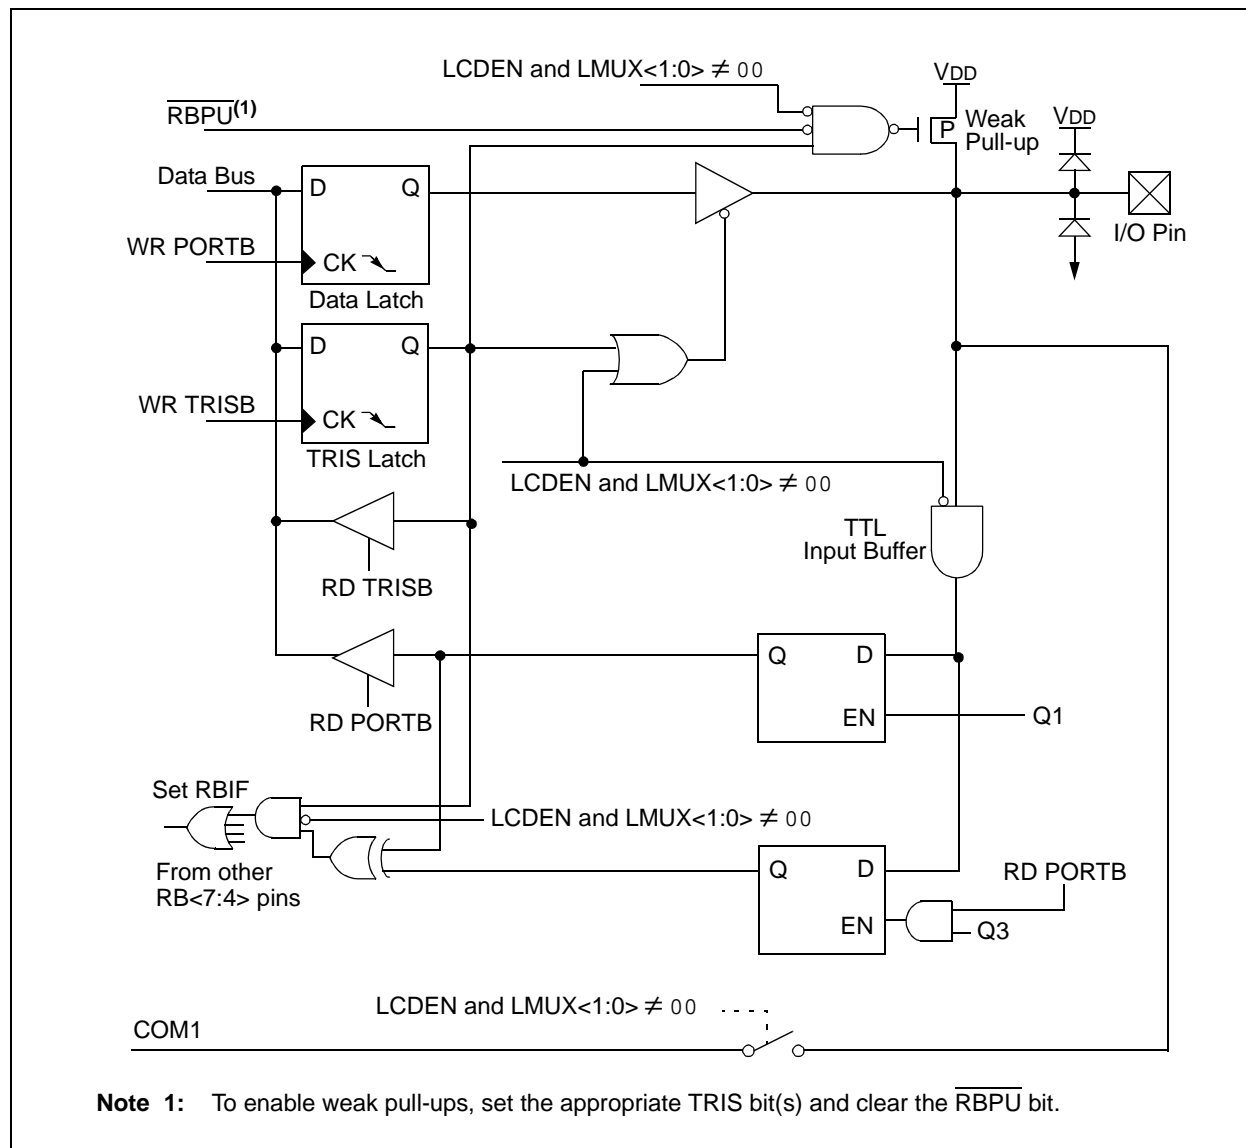 LCDEN and LMUX<1:0> ≠ 00
VDD
RBPU(1)
P
Weak
Pull-up
VDD
Data Bus
D
Q
WR PORTB
CK
I/O Pin
Data Latch
D
Q
WR TRISB
CK
TRIS Latch
LCDEN and LMUX<1:0> ≠ 00
TTL
Input Buffer
RD TRISB
Q
D
EN
Q1
RD PORTB
Set RBIF
LCDEN and LMUX<1:0> ≠ 00
From other
RB<7:4> pins
Q
D
RD PORTB
EN
Q3
LCDEN and LMUX<1:0> ≠ 00
COM1
Note 1: To enable weak pull-ups, set the appropriate TRIS bit(s) and clear the RBPU bit.